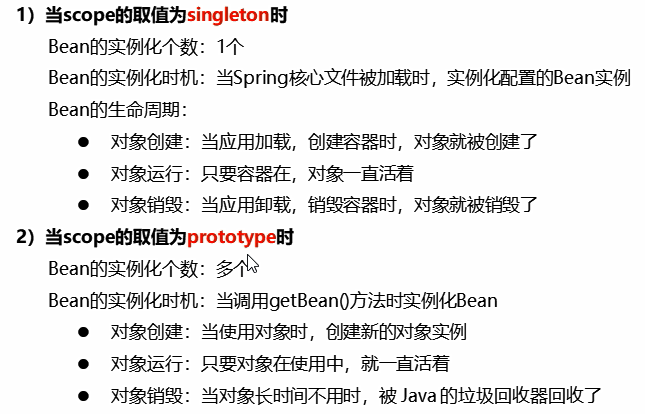 1）当scope的取值为singleton时
Bean的实例化个数：1个
Bean的实例化时机：当Spring核心文件被加载时，实例化配置的Bean实例
Bean的生命周期：
● 对象创建：当应用加载，创建容器时，对象就被创建了
● 对象运行：只要容器在，对象一直活着
● 对象销毁：当应用卸载，销毁容器时，对象就被销毁了
2）当scope的取值为prototype时
Bean的实例化个数：多个
Bean的实例化时机：当调用getBean()方法时实例化Bean
● 对象创建：当使用对象时，创建新的对象实例
● 对象运行：只要对象在使用中，就一直活着
● 对象销毁：当对象长时间不用时，被 Java 的垃圾回收器回收了